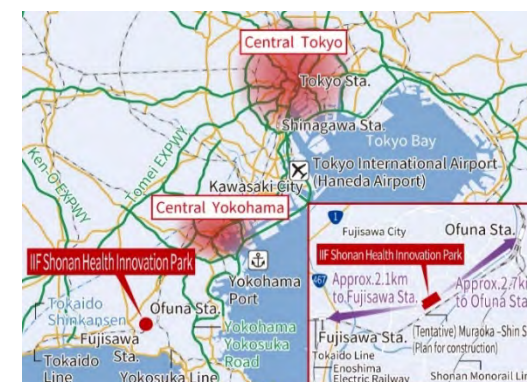 Central Tokyo
Tokyo Sta.
Shinagawa Sta.
Tokyo Bay
Tokyo International Airport
(Haneda Airport)
Kawasaki City
Ken-O EXPWY
Tomei EXPWY
Central Yokohama
IIF Shonan Health Innovation Park
Yokohama
Port
Ofuna Sta.
Tokaido
Shinkansen
Fujisawa
Sta.
Yokohama
Yokosuka
Road
Tokaido
Line
Yokosuka Line
1
Fujisawa City
Ofuna Sta.
IIF Shonan Health Innovation Park
467
Approx.2.1km
to Fujisawa Sta.
Approx.2.7k
to Ofuna Sta.
Fujisawa Sta.
(Tentative) Muraoka-Shin S
Plan for construction)
Tokaido Line
Enoshima
Electric Railway
Shonan Monorail Lin